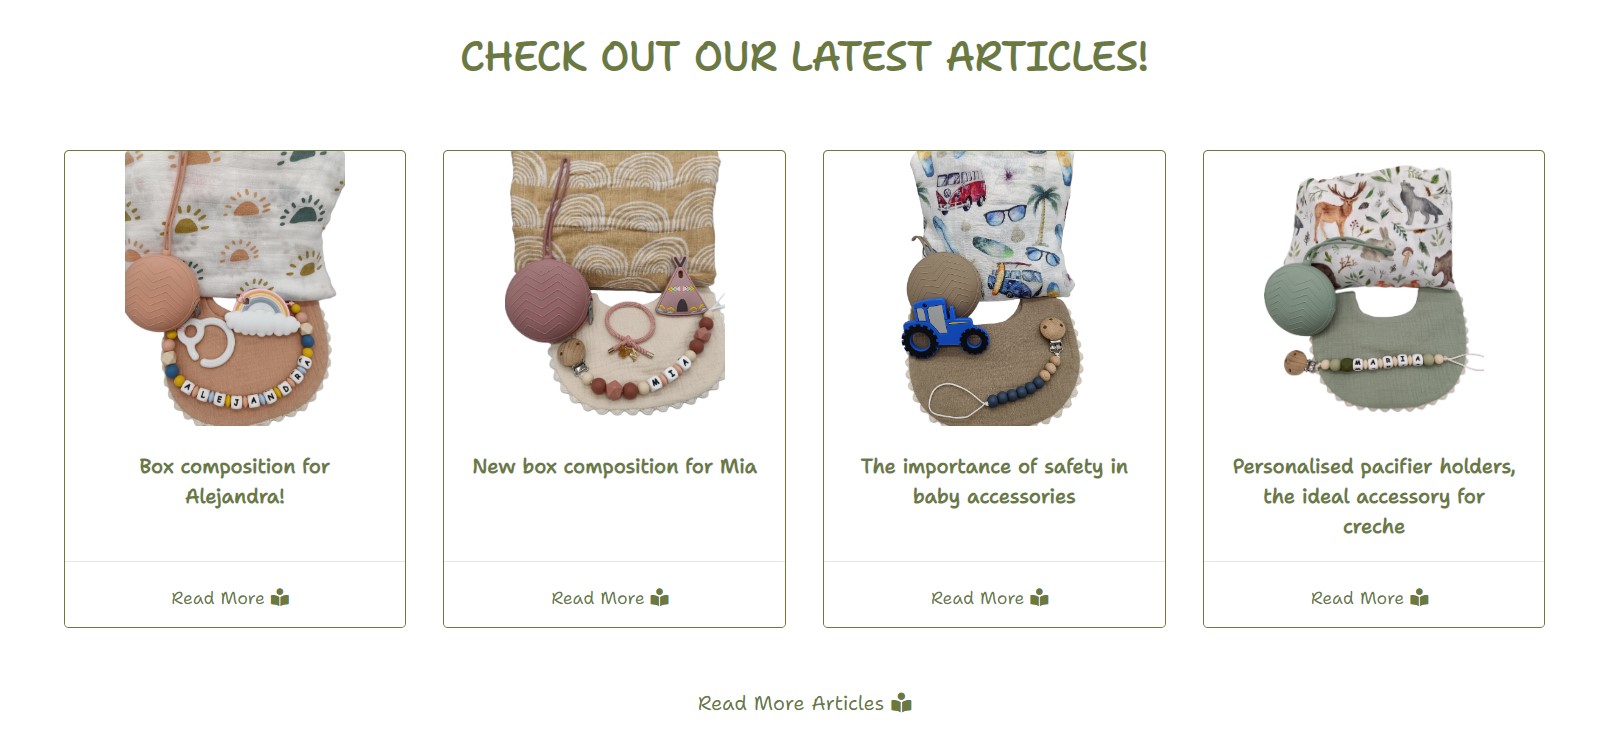 CHECK OUT OUR LATEST ARTICLES!
ALEJANDRA
Box composition for
Alejandra!
Read More
MIA
New box composition for Mia
Read More
The importance of safety in
baby accessories
Read More
MARIA
Personalised pacifier holders,
the ideal accessory for
creche
Read More
Read More Articles